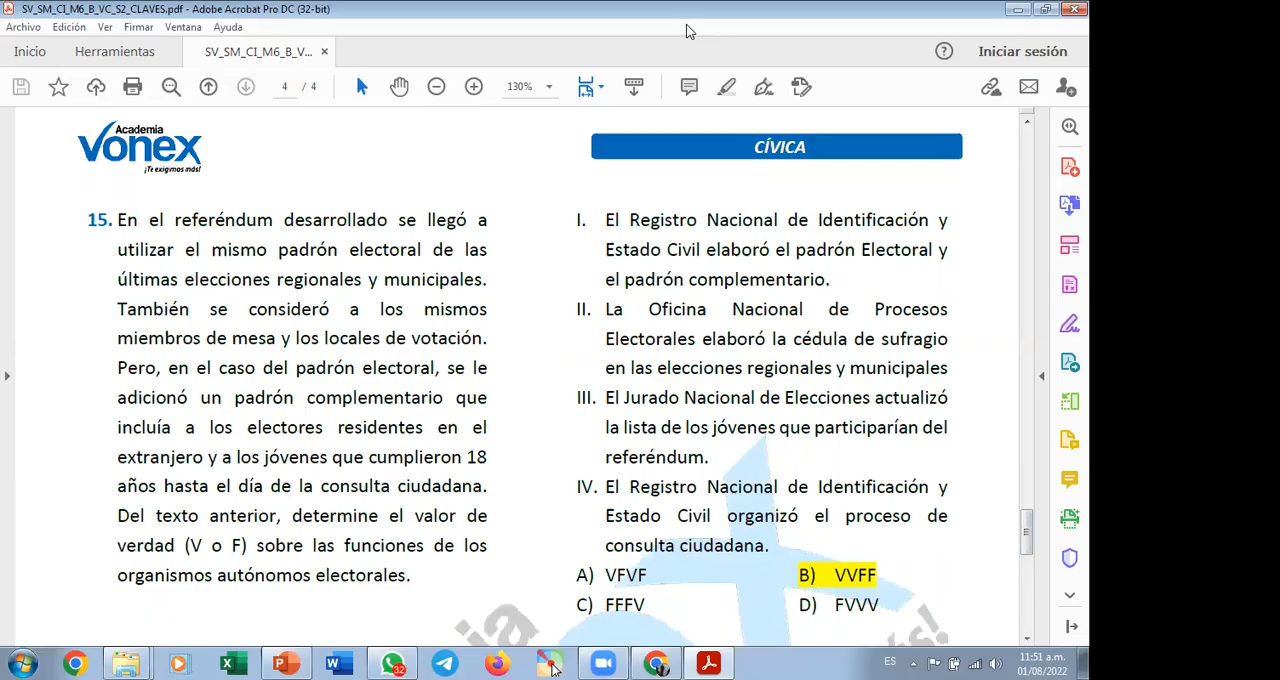 SV_SM_CI_M6_B_VC_S2_CLAVES.pdf - Adobe Acrobat Pro DC (32-bit)
Archivo Edición Ver Firmar Ventana Ayuda
Inicio Herramientas SV_SM_CI_M6_B_V... × Iniciar sesión
4 / 4 130%
Academia
vonex
¡Te exigimos más!
CÍVICA
15. En el referéndum desarrollado se llegó a
utilizar el mismo padrón electoral de las
últimas elecciones regionales y municipales.
También se consideró a los mismos
miembros de mesa y los locales de votación.
Pero, en el caso del padrón electoral, se le
adicionó un padrón complementario que
incluía a los electores residentes en el
extranjero y a los jóvenes que cumplieron 18
años hasta el día de la consulta ciudadana.
Del texto anterior, determine el valor de
verdad (V o F) sobre las funciones de los
organismos autónomos electorales.
I. El Registro Nacional de Identificación y
Estado Civil elaboró el padrón Electoral y
el padrón complementario.
II. La Oficina Nacional de Procesos
Electorales elaboró la cédula de sufragio
en las elecciones regionales y municipales
III. El Jurado Nacional de Elecciones actualizó
la lista de los jóvenes que participarían del
referéndum.
IV. El Registro Nacional de Identificación y
Estado Civil organizó el proceso de
consulta ciudadana.
A) VFVF B) VVFF
C) FFFV D) FVVV
32
ES
11:51 a.m.
01/08/2022